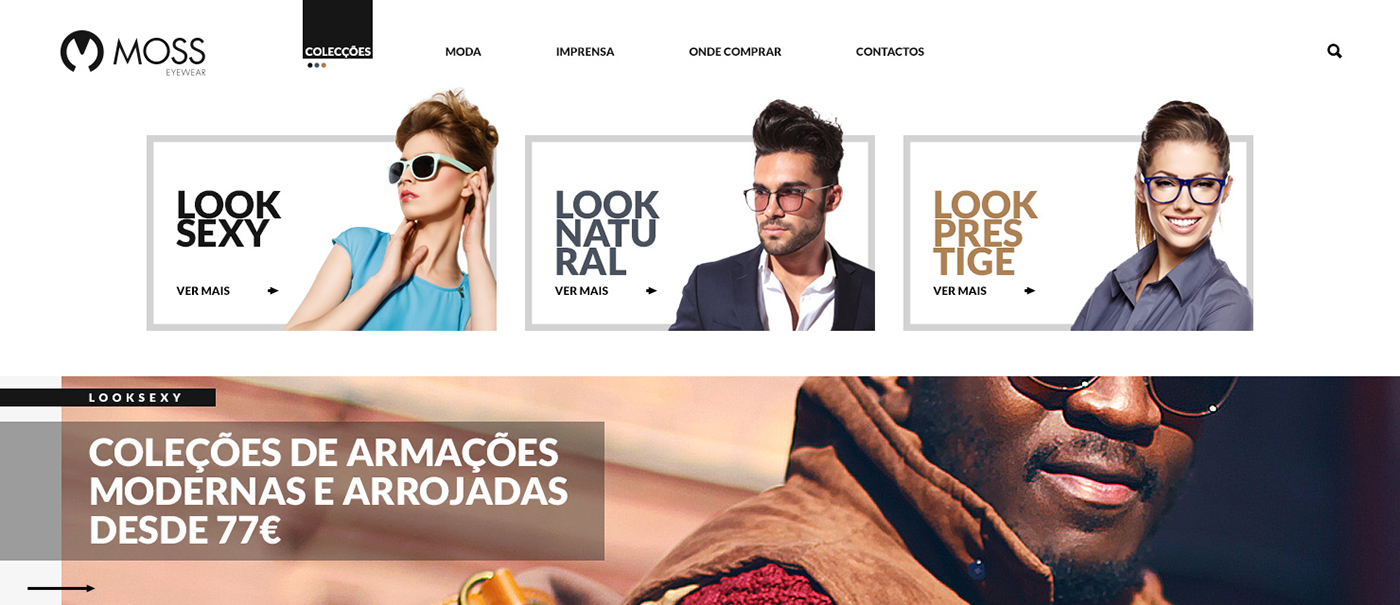 MOSS
EYEWEAR
COLECÇÕES
MODA
IMPRENSA
ONDE COMPRAR
CONTACTOS
LOOK
SEXY
VER MAIS
LOOK
NATU
RAL
VER MAIS
LOOK
PRES
TIGE
VER MAIS
LOOKSEXY
COLEÇÕES DE ARMAÇÕES
MODERNAS E ARROJADAS
DESDE 77€